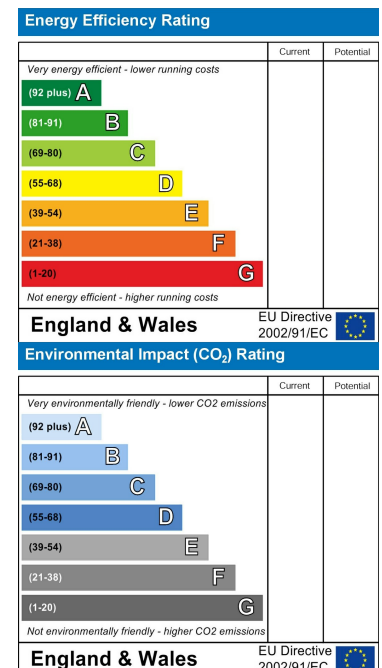 Energy Efficiency Rating
Current Potential
Very energy efficient - lower running costs
(92 plus) A
(81-91) B
(69-80) C
(55-68) D
(39-54) E
(21-38) F
(1-20) G
Not energy efficient - higher running costs
England & Wales
EU Directive
2002/91/EC
Environmental Impact (CO₂) Rating
Current Potential
Very environmentally friendly - lower CO2 emissions
(92 plus) A
(81-91) B
(69-80) C
(55-68) D
(39-54) E
(21-38) F
(1-20) G
Not environmentally friendly - higher CO2 emissions
England & Wales
EU Directive
2002/91/EC